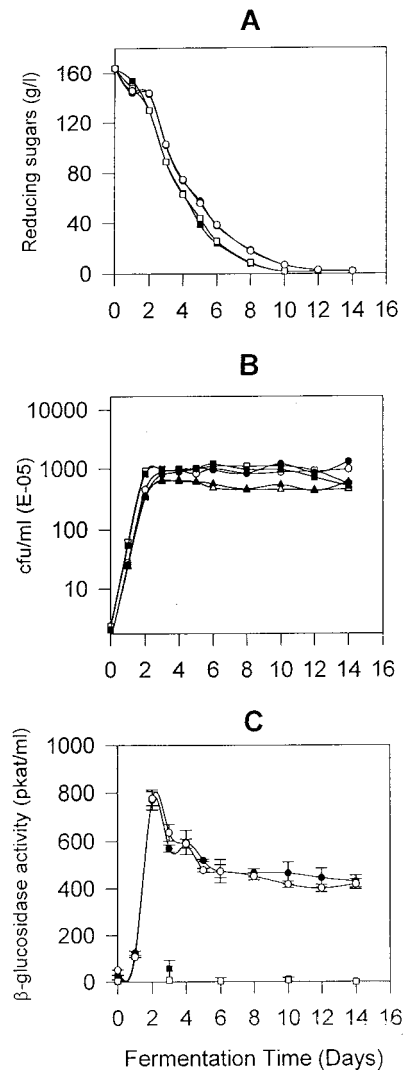 A
Reducing sugars (g/l)
160
120
80
40
0
0 2 4 6 8 10 12 14 16
B
cfu/ml (E-05)
10000
1000
100
10
0 2 4 6 8 10 12 14 16
C
β-glucosidase activity (pkat/ml)
1000
800
600
400
200
0
0 2 4 6 8 10 12 14 16
Fermentation Time (Days)